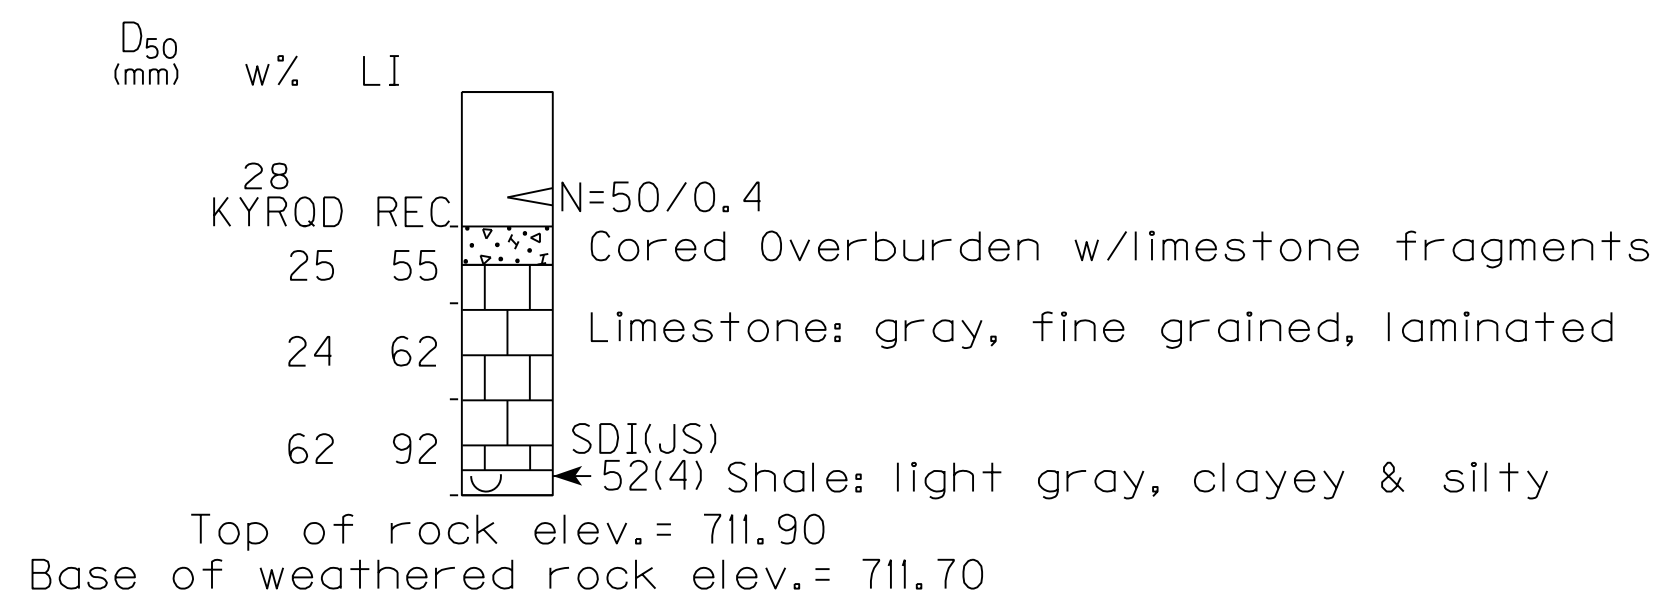 D50
(mm) w% LI
28
N=50/0.4
KYRQD REC
Cored Overburden w/limestone fragments
25 55
Limestone: gray, fine grained, laminated
24 62
SDI(JS)
62 92
52(4) Shale: light gray, clayey & silty
Top of rock elev.= 711.90
Base of weathered rock elev.= 711.70